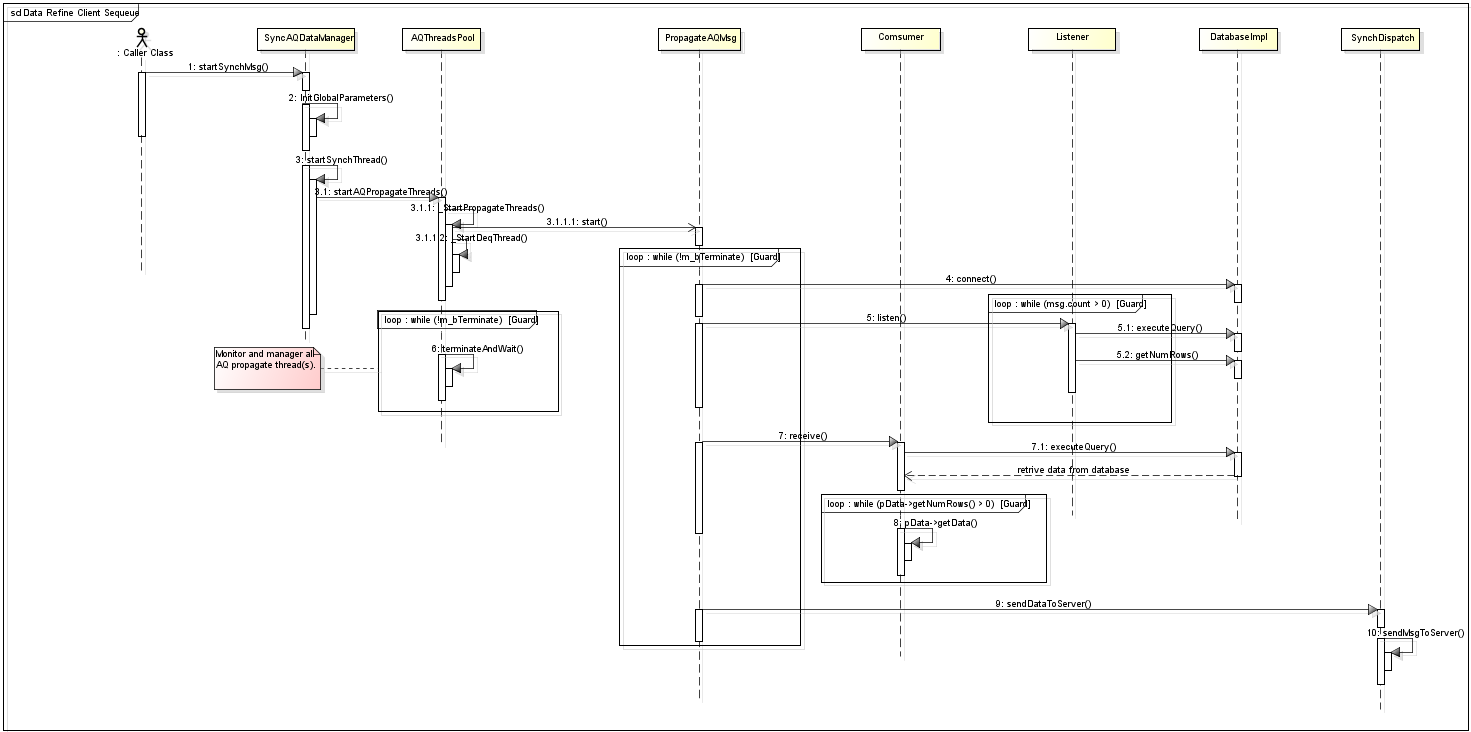 sd Data Refine Client Sequeue
: Caller Class
SyncAQDataManager
AQThreadsPool
PropagateAQMsg
Comsumer
Listener
DatabaseImpl
SynchDispatch
1: startSynchMsg()
2: InitGlobalParameters()
3: startSynchThread()
3.1: startAQPropagateThreads()
3.1.1: _StartPropagateThreads()
3.1.1.1: start()
3.1.1.2: _StartDeqThread()
loop : while (!m_bTerminate) [Guard]
4: connect()
loop : while (msg.count > 0) [Guard]
5: listen()
loop : while (!m_bTerminate) [Guard]
5.1: executeQuery()
6: terminateAndWait()
5.2: getNumRows()
Monitor and manager all
AQ propagate thread(s).
7: receive()
7.1: executeQuery()
retrive data from database
loop : while (pData->getNumRows() > 0) [Guard]
8: pData->getData()
9: sendDataToServer()
10: sendMsgToServer()